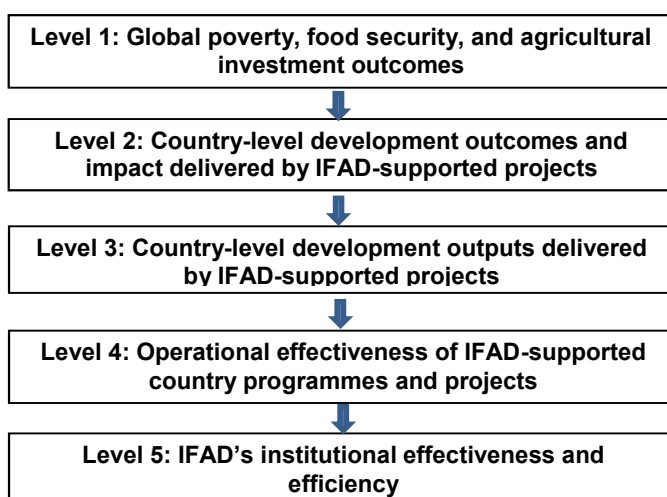 Level 1: Global poverty, food security, and agricultural
investment outcomes
Level 2: Country-level development outcomes and
impact delivered by IFAD-supported projects
Level 3: Country-level development outputs delivered
by IFAD-supported projects
Level 4: Operational effectiveness of IFAD-supported
country programmes and projects
Level 5: IFAD’s institutional effectiveness and
efficiency